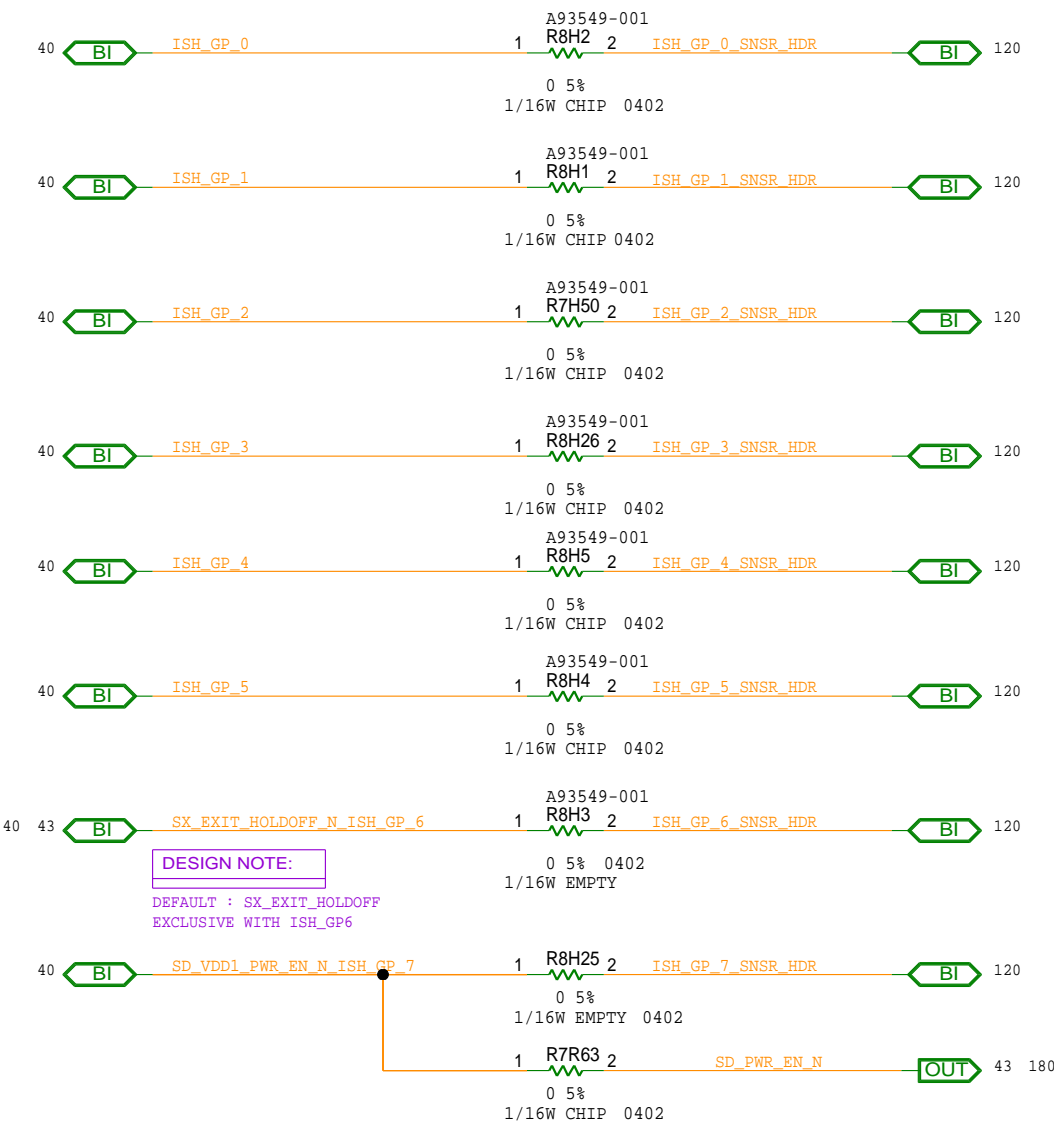 A93549-001
40 BI ISH_GP_0 1 R8H2 2 ISH_GP_0_SNSR_HDR BI 120
0 5%
1/16W CHIP 0402
A93549-001
40 BI ISH_GP_1 1 R8H1 2 ISH_GP_1_SNSR_HDR BI 120
0 5%
1/16W CHIP 0402
A93549-001
40 BI ISH_GP_2 1 R7H50 2 ISH_GP_2_SNSR_HDR BI 120
0 5%
1/16W CHIP 0402
A93549-001
40 BI ISH_GP_3 1 R8H26 2 ISH_GP_3_SNSR_HDR BI 120
0 5%
1/16W CHIP 0402
A93549-001
40 BI ISH_GP_4 1 R8H5 2 ISH_GP_4_SNSR_HDR BI 120
0 5%
1/16W CHIP 0402
A93549-001
40 BI ISH_GP_5 1 R8H4 2 ISH_GP_5_SNSR_HDR BI 120
0 5%
1/16W CHIP 0402
A93549-001
40 43 BI SX_EXIT_HOLDOFF_N_ISH_GP_6 1 R8H3 2 ISH_GP_6_SNSR_HDR BI 120
0 5% 0402
1/16W EMPTY
DESIGN NOTE:
DEFAULT : SX_EXIT_HOLDOFF
EXCLUSIVE WITH ISH_GP6
40 BI SD_VDD1_PWR_EN_N_ISH_GP_7 1 R8H25 2 ISH_GP_7_SNSR_HDR BI 120
0 5%
1/16W EMPTY 0402
1 R7R63 2 SD_PWR_EN_N OUT 43 180
0 5%
1/16W CHIP 0402